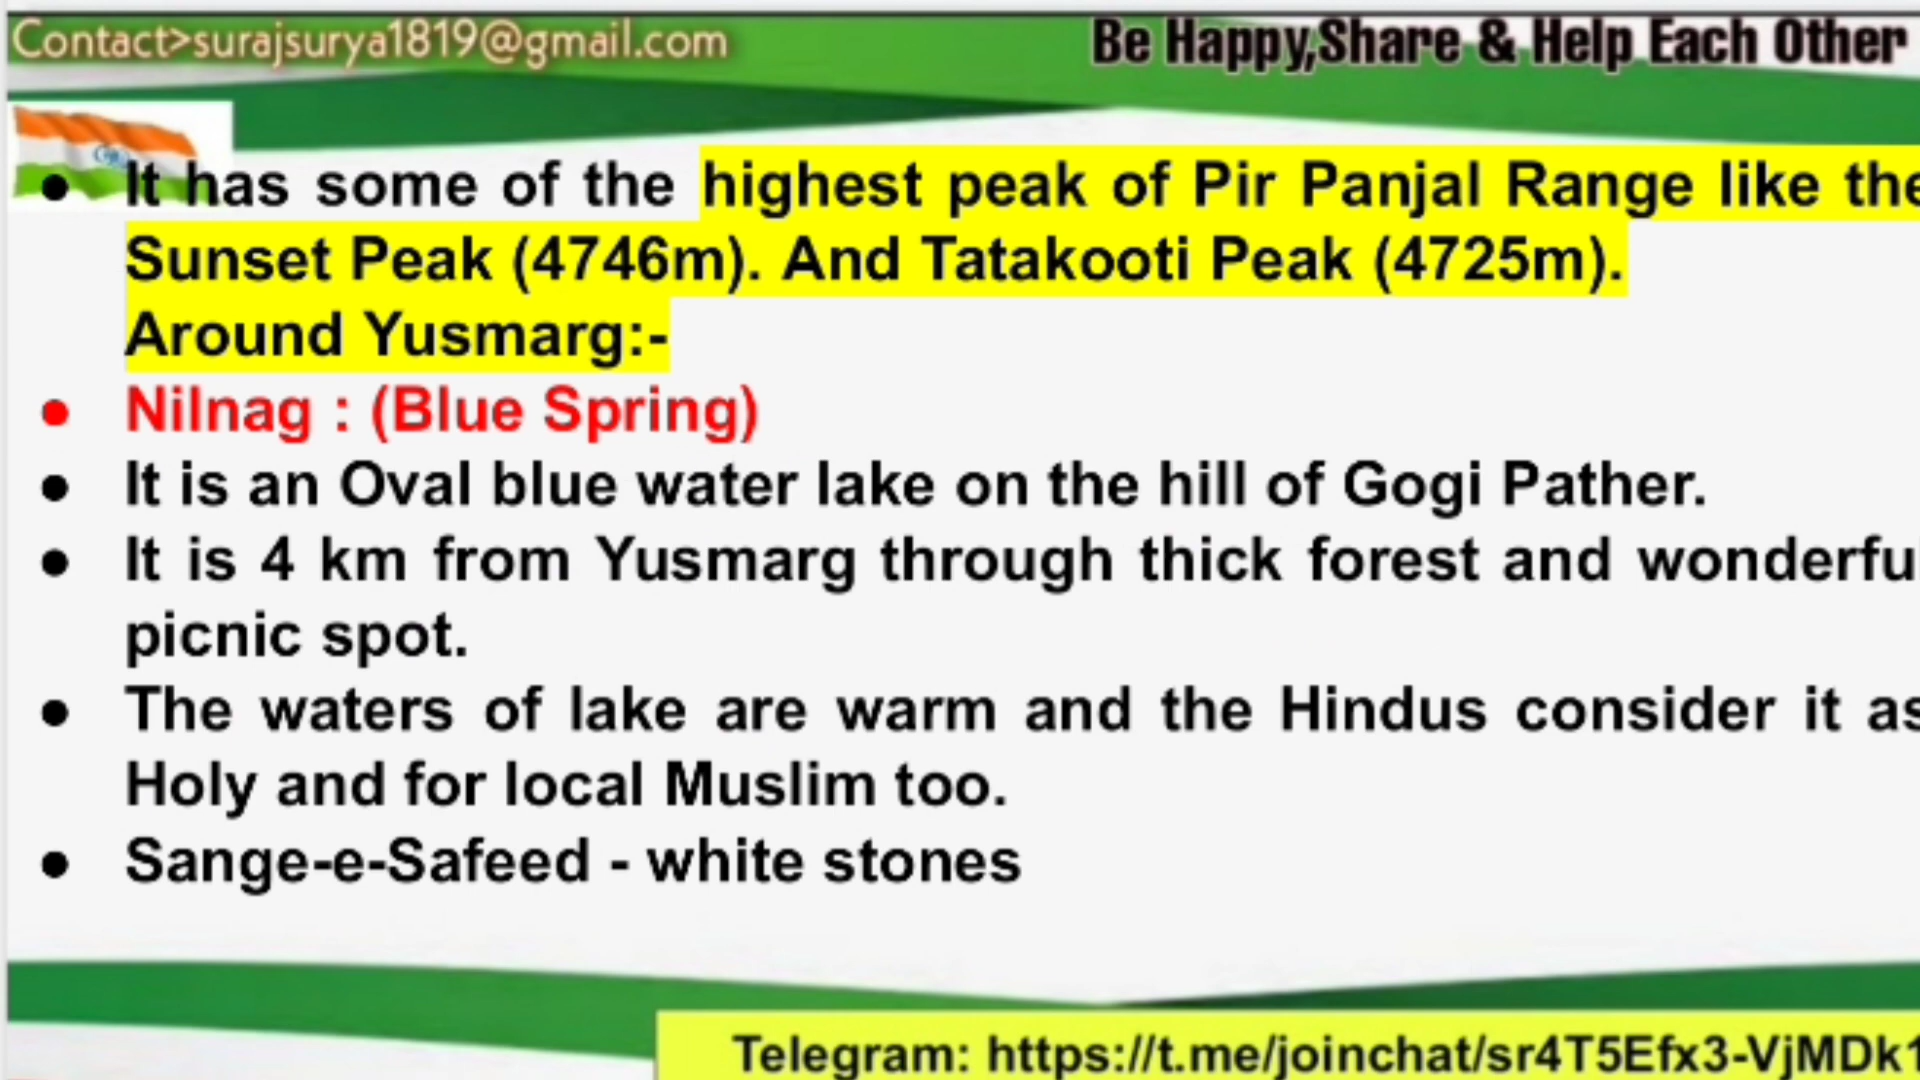 Contact>surajsurya1819@gmail.com
Be Happy,Share & Help Each Other
● It has some of the highest peak of Pir Panjal Range like the
Sunset Peak (4746m). And Tatakooti Peak (4725m).
Around Yusmarg:-
● Nilnag : (Blue Spring)
● It is an Oval blue water lake on the hill of Gogi Pather.
● It is 4 km from Yusmarg through thick forest and wonderful
picnic spot.
● The waters of lake are warm and the Hindus consider it as
Holy and for local Muslim too.
● Sange-e-Safeed - white stones
Telegram: https://t.me/joinchat/sr4T5Efx3-VjMDk1